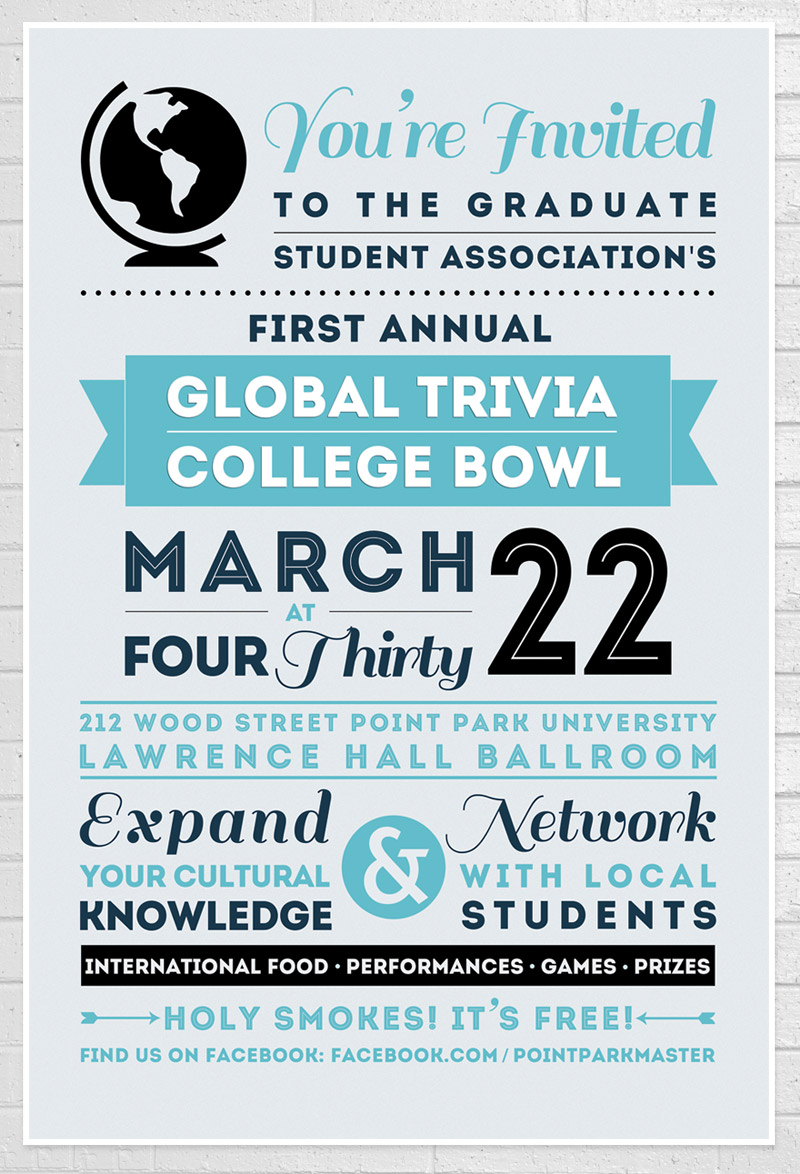 You're Invited
TO THE GRADUATE
STUDENT ASSOCIATION'S
FIRST ANNUAL
GLOBAL TRIVIA
COLLEGE BOWL
MARCH 22
AT
FOUR Thirty
212 WOOD STREET POINT PARK UNIVERSITY
LAWRENCE HALL BALLROOM
Expand
YOUR CULTURAL
KNOWLEDGE
&
Network
WITH LOCAL
STUDENTS
INTERNATIONAL FOOD · PERFORMANCES · GAMES · PRIZES
HOLY SMOKES! IT'S FREE!
FIND US ON FACEBOOK: FACEBOOK.COM / POINTPARKMASTER